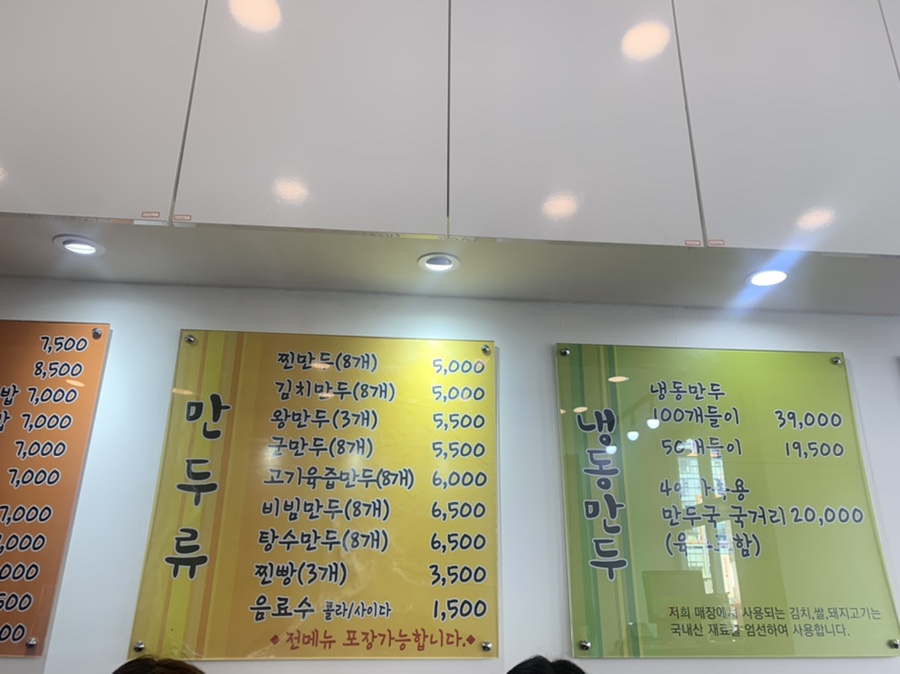 7,500
8,500
밥 7,000
7,000
7,000
7,000
7,000
만두류
찐만두(8개) 5,000
김치만두(8개) 5,000
왕만두(3개) 5,500
군만두(8개) 5,500
고기육즙만두(8개) 6,000
비빔만두(8개) 6,500
탕수만두(8개) 6,500
찐빵(3개) 3,500
음료수 콜라/사이다 1,500
◆ 전메뉴 포장가능합니다.◆
냉동만두
냉동만두
100개들이 39,000
50개들이 19,500
4인 가족용
만두국 국거리 20,000
저희 매장에서 사용되는 김치,쌀,돼지고기는
국내산 재료를 엄선하여 사용합니다.